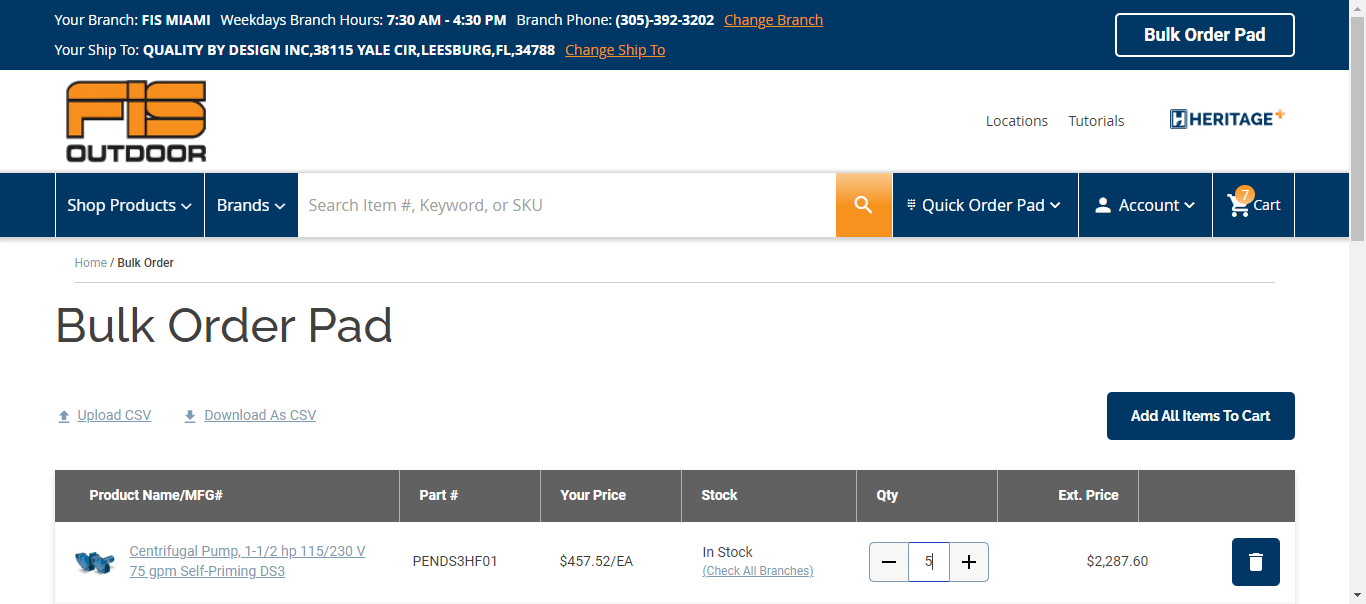 Your Branch: FIS MIAMI Weekdays Branch Hours: 7:30 AM - 4:30 PM Branch Phone: (305)-392-3202 Change Branch
Your Ship To: QUALITY BY DESIGN INC,38115 YALE CIR,LEESBURG,FL,34788 Change Ship To
Bulk Order Pad
FIS
OUTDOOR
Locations Tutorials HERITAGE+
Shop Products Brands Search Item #, Keyword, or SKU Quick Order Pad Account 7 Cart
Home / Bulk Order
Bulk Order Pad
Upload CSV Download As CSV Add All Items To Cart
Product Name/MFG# Part # Your Price Stock Qty Ext. Price
Centrifugal Pump, 1-1/2 hp 115/230 V
75 gpm Self-Priming DS3
PENDS3HF01 $457.52/EA
In Stock
(Check All Branches)
5
$2,287.60